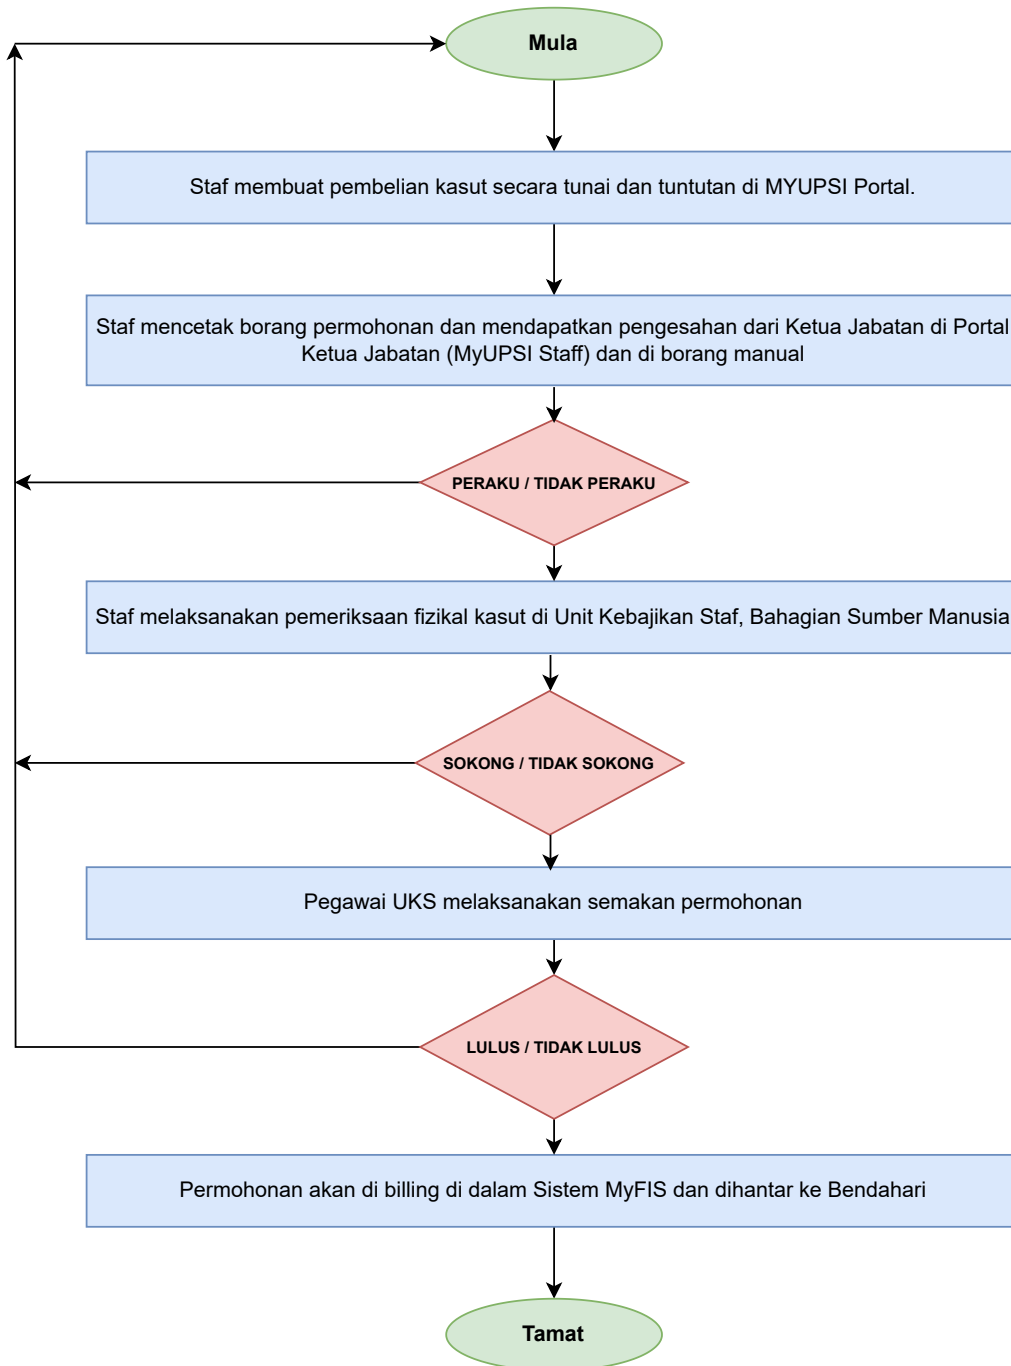 Mula
Staf membuat pembelian kasut secara tunai dan tuntutan di MYUPSI Portal.
Staf mencetak borang permohonan dan mendapatkan pengesahan dari Ketua Jabatan di Portal
Ketua Jabatan (MyUPSI Staff) dan di borang manual
PERAKU / TIDAK PERAKU
Staf melaksanakan pemeriksaan fizikal kasut di Unit Kebajikan Staf, Bahagian Sumber Manusia
SOKONG / TIDAK SOKONG
Pegawai UKS melaksanakan semakan permohonan
LULUS / TIDAK LULUS
Permohonan akan di billing di dalam Sistem MyFIS dan dihantar ke Bendahari
Tamat